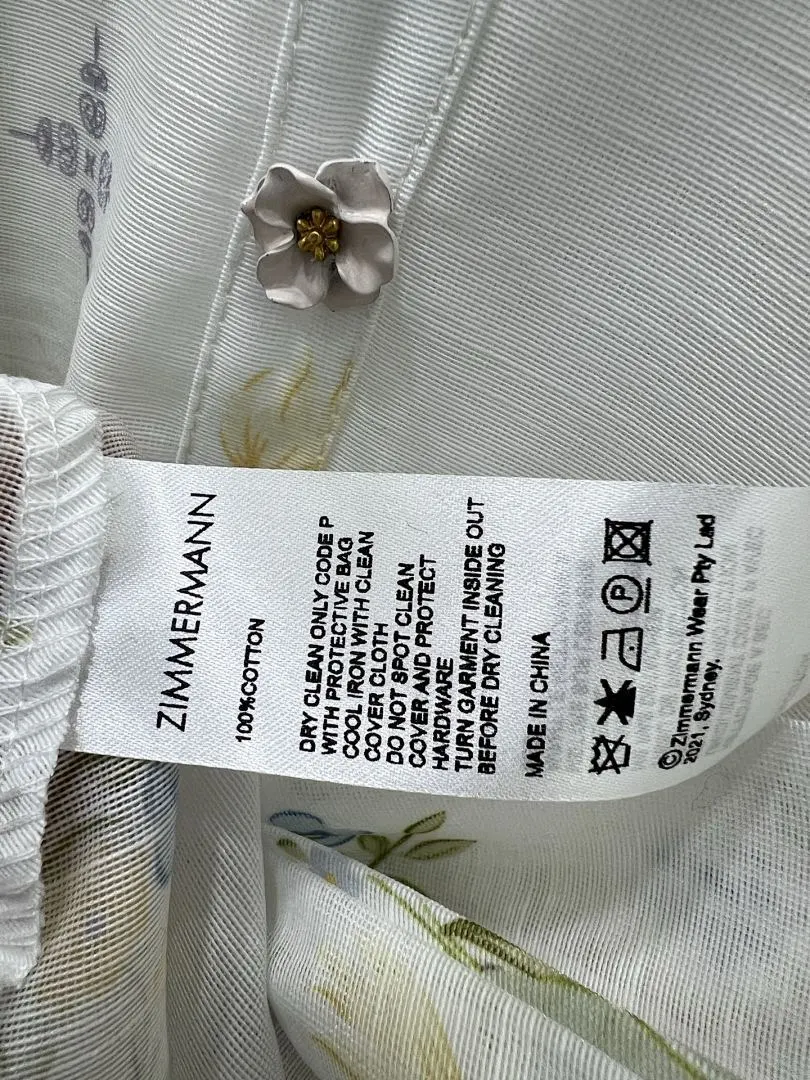 ZIMMERMANN
100%COTTON
DRY CLEAN ONLY CODE P
WITH PROTECTIVE BAG
COOL IRON WITH CLEAN
COVER CLOTH
DO NOT SPOT CLEAN
COVER AND PROTECT
HARDWARE
TURN GARMENT INSIDE OUT
BEFORE DRY CLEANING
MADE IN CHINA
P
©Zimmermann Wear Pty Lad
2021, Sydney,